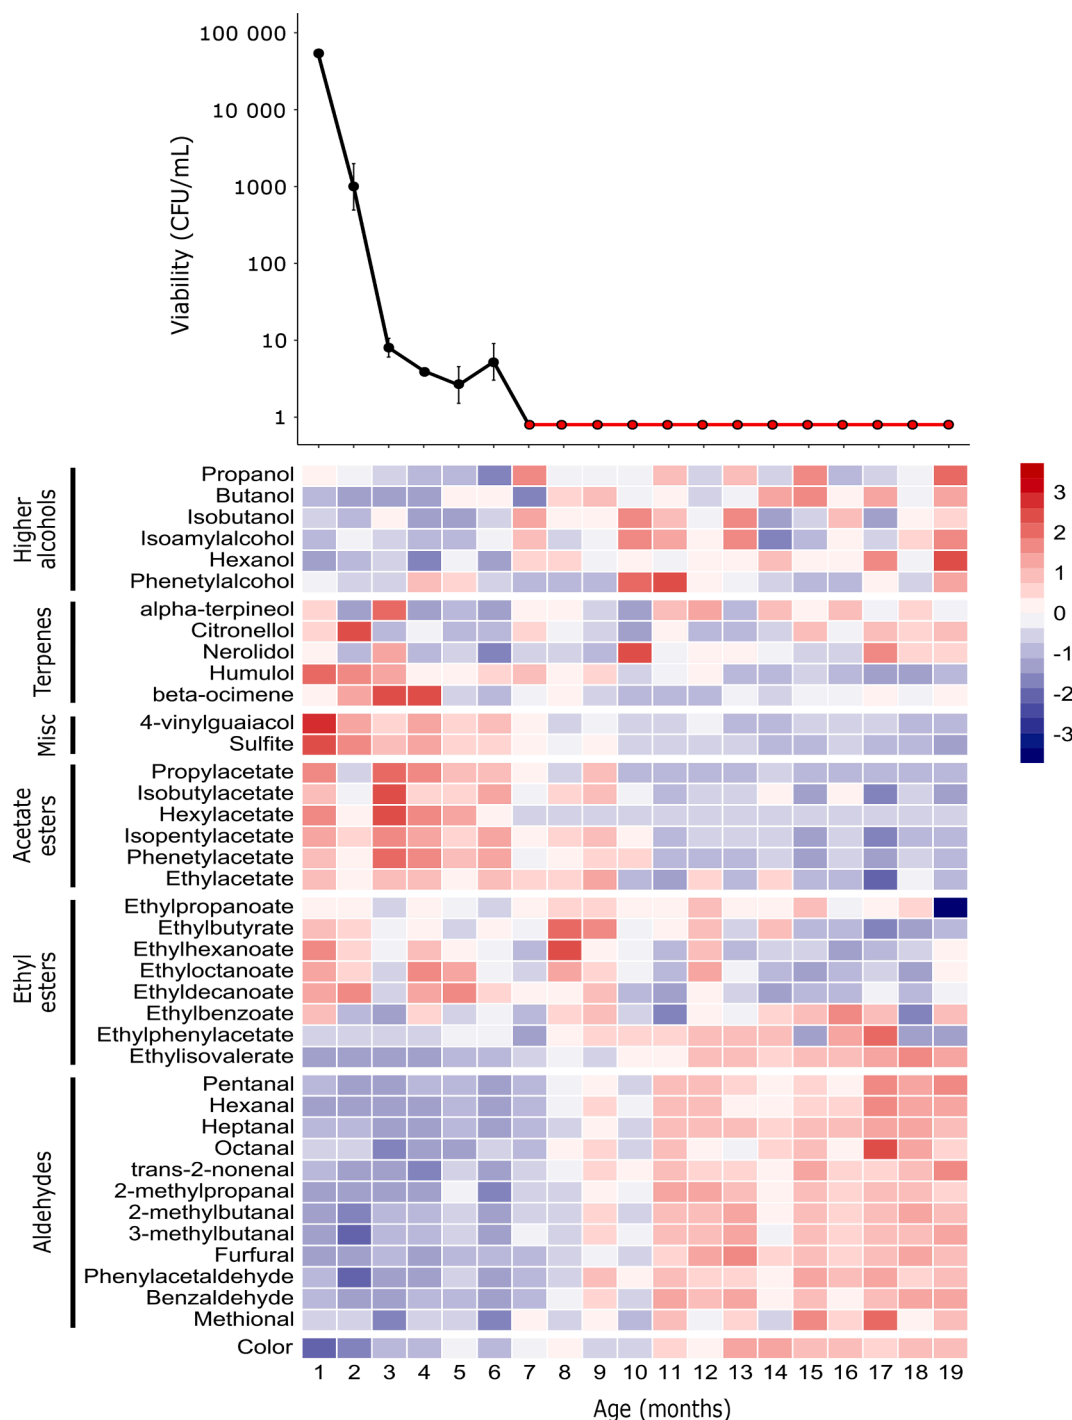 100 000
10 000
1000
100
10
1
Viability (CFU/mL)
Higher
alcohols
Propanol
Butanol
Isobutanol
Isoamylalcohol
Hexanol
Phenetylalcohol
Terpenes
alpha-terpineol
Citronellol
Nerolidol
Humulol
beta-ocimene
Misc
4-vinylguaiacol
Sulfite
Acetate
esters
Propylacetate
Isobutylacetate
Hexylacetate
Isopentylacetate
Phenetylacetate
Ethylacetate
Ethyl
esters
Ethylpropanoate
Ethylbutyrate
Ethylhexanoate
Ethyloctanoate
Ethyldecanoate
Ethylbenzoate
Ethylphenylacetate
Ethylisovalerate
Aldehydes
Pentanal
Hexanal
Heptanal
Octanal
trans-2-nonenal
2-methylpropanal
2-methylbutanal
3-methylbutanal
Furfural
Phenylacetaldehyde
Benzaldehyde
Methional
Color
1 2 3 4 5 6 7 8 9 10 11 12 13 14 15 16 17 18 19
Age (months)
3
2
1
0
-1
-2
-3